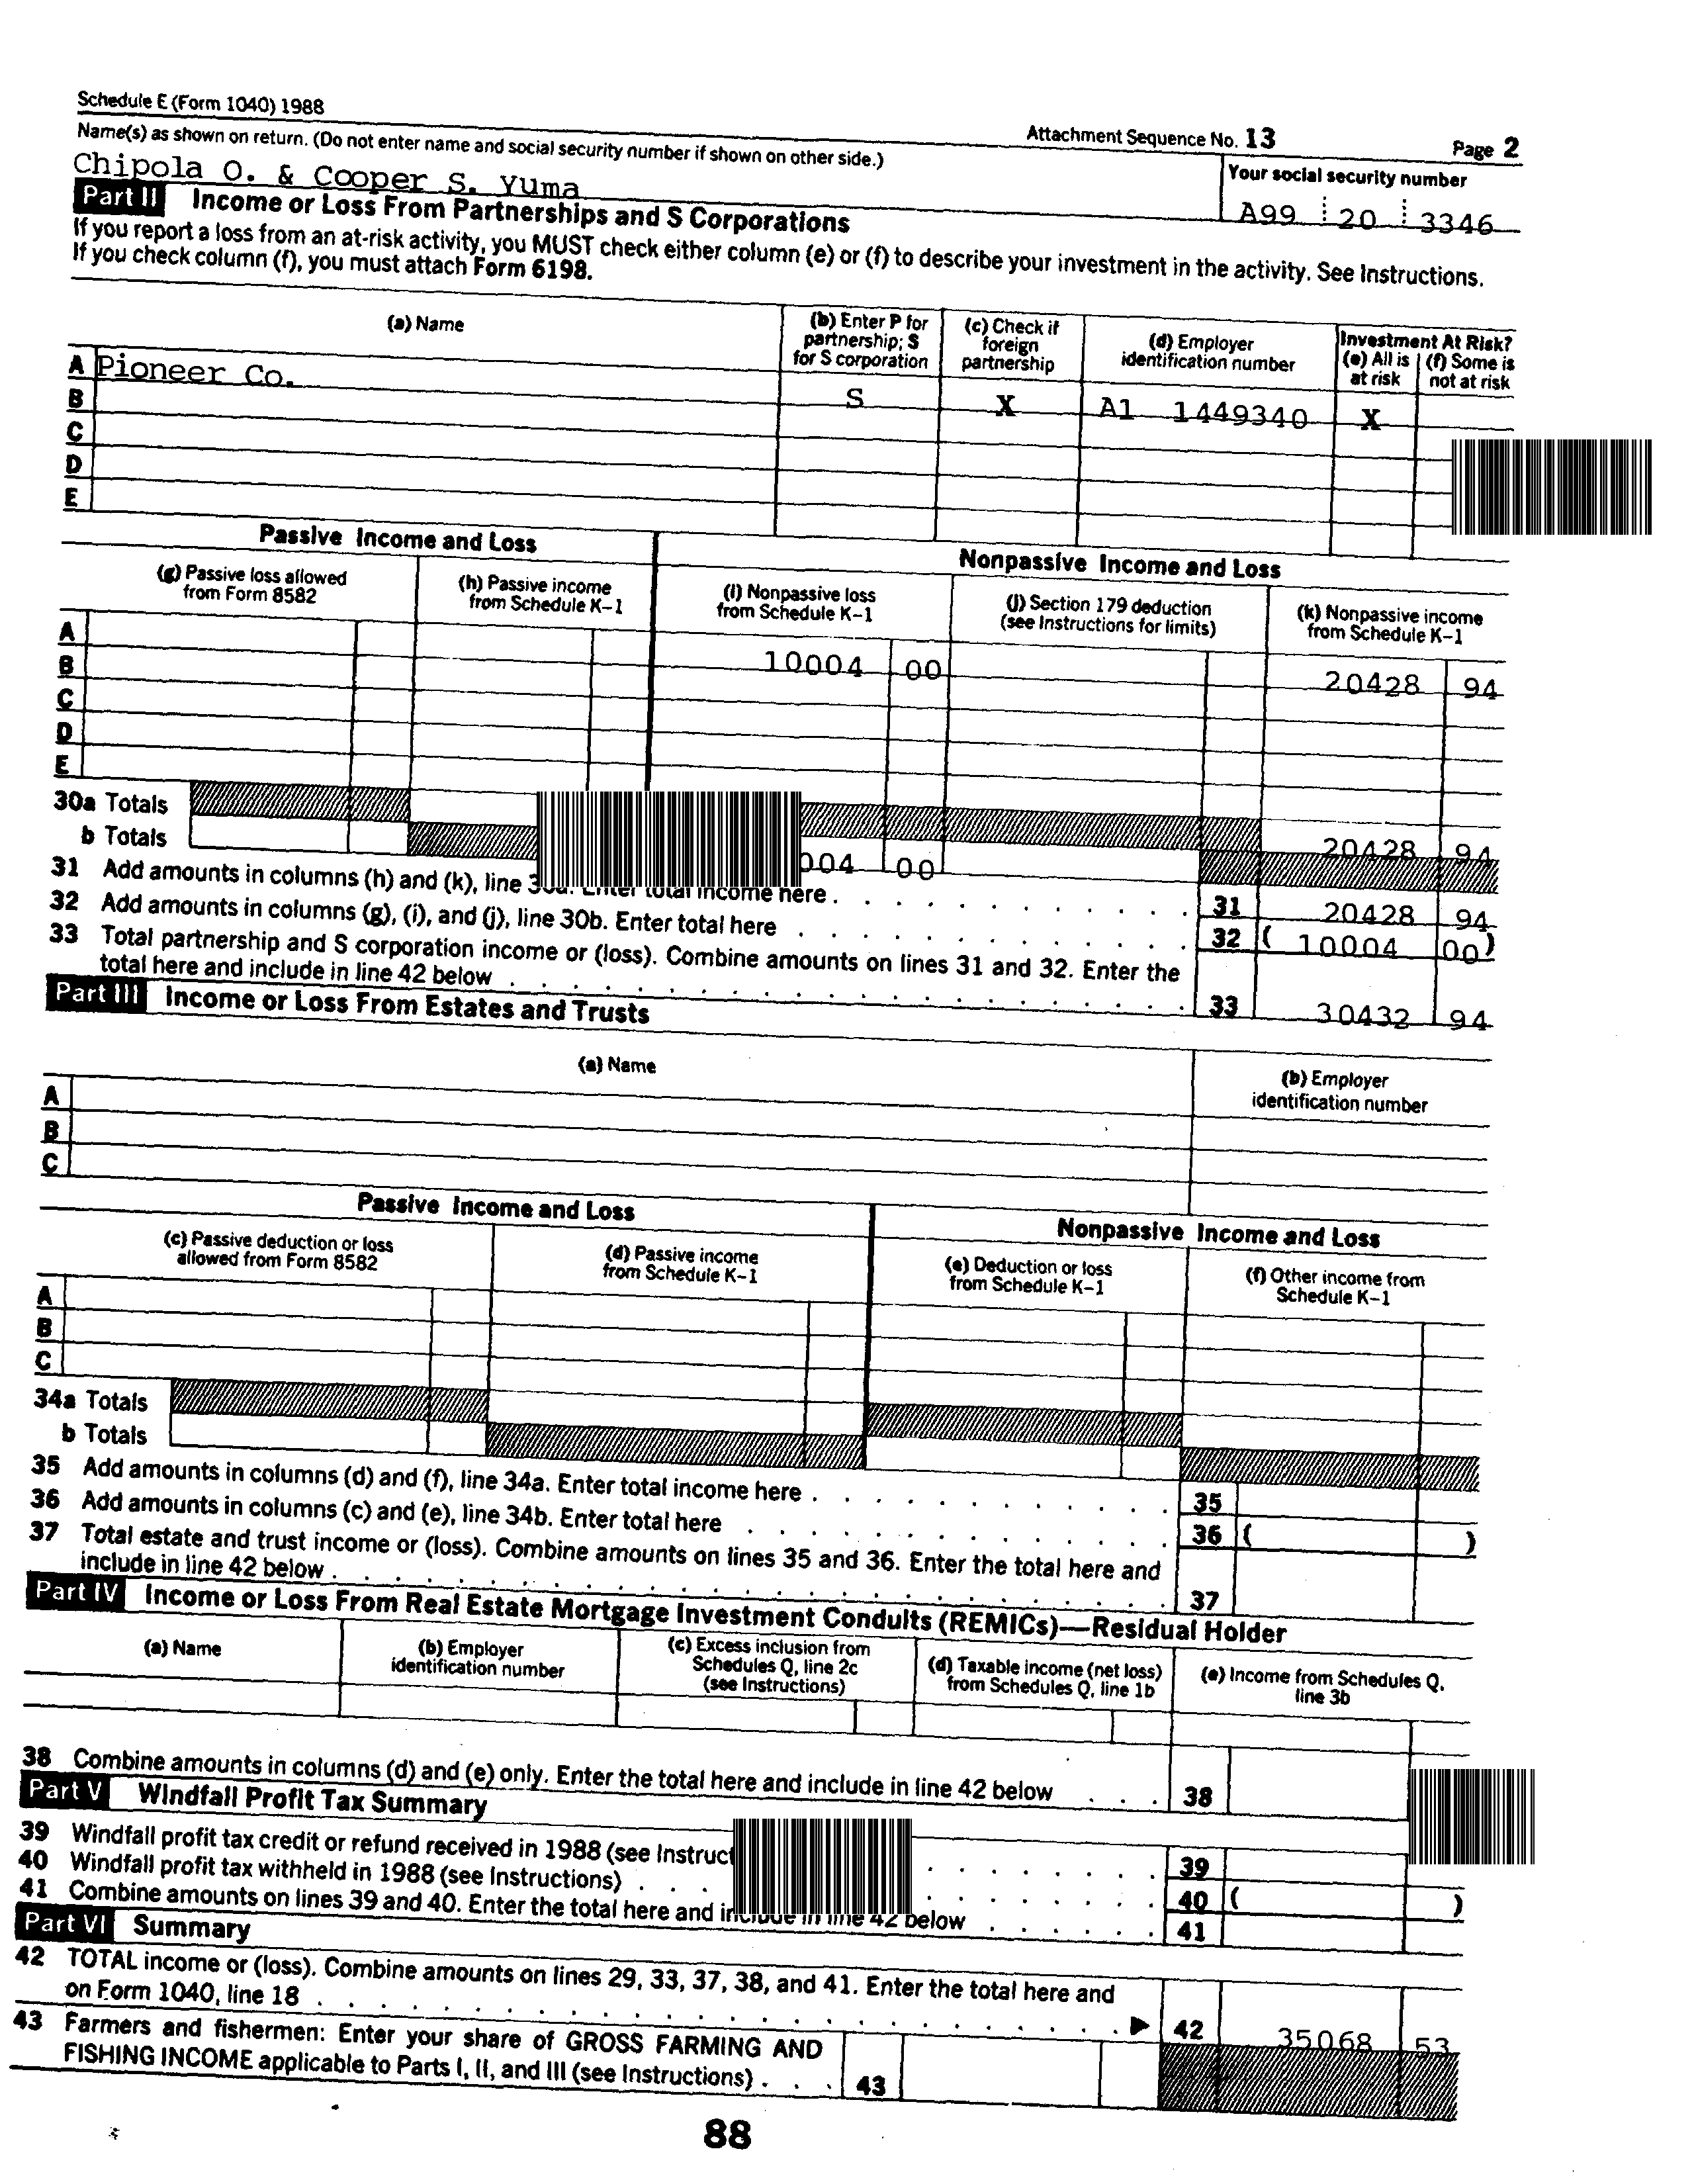 Schedule E (Form 1040) 1988
Attachment Sequence No. 13
Page 2
Name(s) as shown on return. (Do not enter name and social security number if shown on other side.)
Your social security number
Chipola O. & Cooper S. Yuma
A99 20 3346
Part II Income or Loss From Partnerships and S Corporations
If you report a loss from an at-risk activity, you MUST check either column (e) or (f) to describe your investment in the activity. See Instructions.
If you check column (f), you must attach Form 6198.
(a) Name
(b) Enter P for partnership; S for S corporation
(c) Check if foreign partnership
(d) Employer identification number
Investment At Risk?
(e) All is at risk
(f) Some is not at risk
A Pioneer Co. S X A1 1449340 X
B
C
D
E
Passive Income and Loss
Nonpassive Income and Loss
(g) Passive loss allowed from Form 8582
(h) Passive income from Schedule K-1
(i) Nonpassive loss from Schedule K-1
(j) Section 179 deduction (see Instructions for limits)
(k) Nonpassive income from Schedule K-1
A 10004 00 20428 94
B
C
D
E
30a Totals 20428 94
b Totals 004 00
31 Add amounts in columns (h) and (k), line Enter total income here . . . 31 20428 94
32 Add amounts in columns (g), (i), and (j), line 30b. Enter total here . . . 32 ( 10004 00 )
33 Total partnership and S corporation income or (loss). Combine amounts on lines 31 and 32. Enter the
total here and include in line 42 below . . . 33 30432 94
Part III Income or Loss From Estates and Trusts
(a) Name
(b) Employer identification number
A
B
C
Passive Income and Loss
Nonpassive Income and Loss
(c) Passive deduction or loss allowed from Form 8582
(d) Passive income from Schedule K-1
(e) Deduction or loss from Schedule K-1
(f) Other income from Schedule K-1
A
B
C
34a Totals
b Totals
35 Add amounts in columns (d) and (f), line 34a. Enter total income here . . . 35
36 Add amounts in columns (c) and (e), line 34b. Enter total here . . . 36 ( )
37 Total estate and trust income or (loss). Combine amounts on lines 35 and 36. Enter the total here and
include in line 42 below . . . 37
Part IV Income or Loss From Real Estate Mortgage Investment Conduits (REMICs)—Residual Holder
(a) Name
(b) Employer identification number
(c) Excess inclusion from Schedules Q, line 2c (see Instructions)
(d) Taxable income (net loss) from Schedules Q, line 1b
(e) Income from Schedules Q, line 3b
38 Combine amounts in columns (d) and (e) only. Enter the total here and include in line 42 below . . . 38
Part V Windfall Profit Tax Summary
39 Windfall profit tax credit or refund received in 1988 (see Instruct . . . 39
40 Windfall profit tax withheld in 1988 (see Instructions) . . . 40 ( )
41 Combine amounts on lines 39 and 40. Enter the total here and include in line 42 below . . . 41
Part VI Summary
42 TOTAL income or (loss). Combine amounts on lines 29, 33, 37, 38, and 41. Enter the total here and
on Form 1040, line 18 . . . ▶ 42 35068 53
43 Farmers and fishermen: Enter your share of GROSS FARMING AND
FISHING INCOME applicable to Parts I, II, and III (see Instructions) . . . 43
88